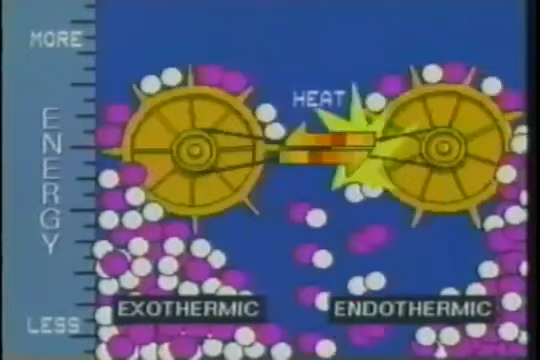 MORE
ENERGY
LESS
HEAT
EXOTHERMIC
ENDOTHERMIC